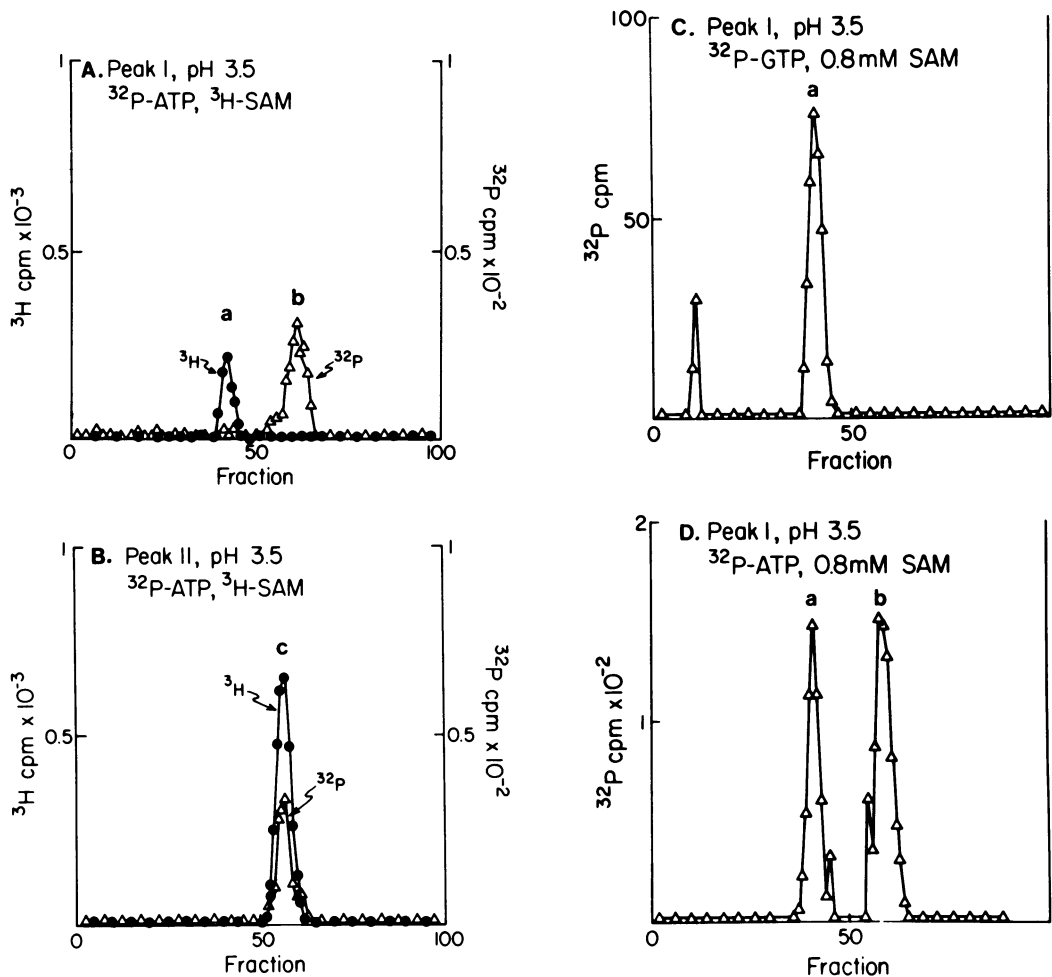 A. Peak I, pH 3.5
³²P-ATP, ³H-SAM
³H cpm x 10⁻³
³²P cpm x 10⁻²
1
0.5
1
0.5
a
b
³H
³²P
0
50
100
Fraction
B. Peak II, pH 3.5
³²P-ATP, ³H-SAM
³H cpm x 10⁻³
³²P cpm x 10⁻²
1
0.5
1
0.5
c
³H
³²P
0
50
100
Fraction
C. Peak I, pH 3.5
³²P-GTP, 0.8mM SAM
³²P cpm
100
50
a
0
50
Fraction
D. Peak I, pH 3.5
³²P-ATP, 0.8mM SAM
³²P cpm x10⁻²
2
1
a
b
0
50
Fraction